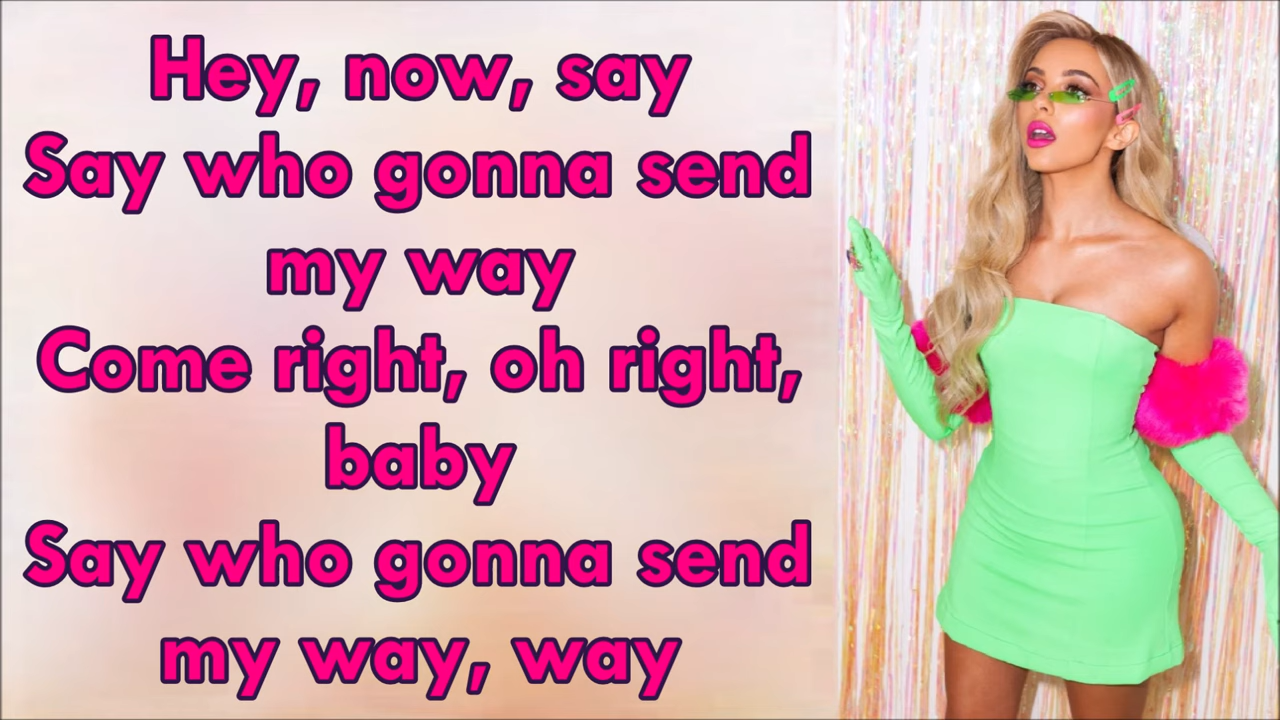 Hey, now, say
Say who gonna send
my way
Come right, oh right,
baby
Say who gonna send
my way, way